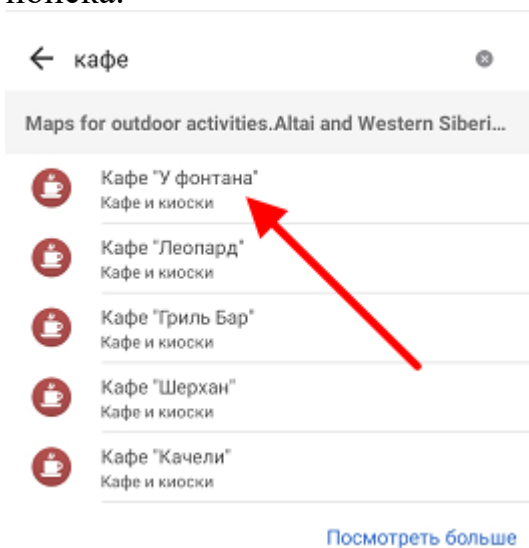 поиска.
кафе
Maps for outdoor activities.Altai and Western Siberi...
Кафе "У фонтана"
Кафе и киоски
Кафе "Леопард"
Кафе и киоски
Кафе "Гриль Бар"
Кафе и киоски
Кафе "Шерхан"
Кафе и киоски
Кафе "Качели"
Кафе и киоски
Посмотреть больше